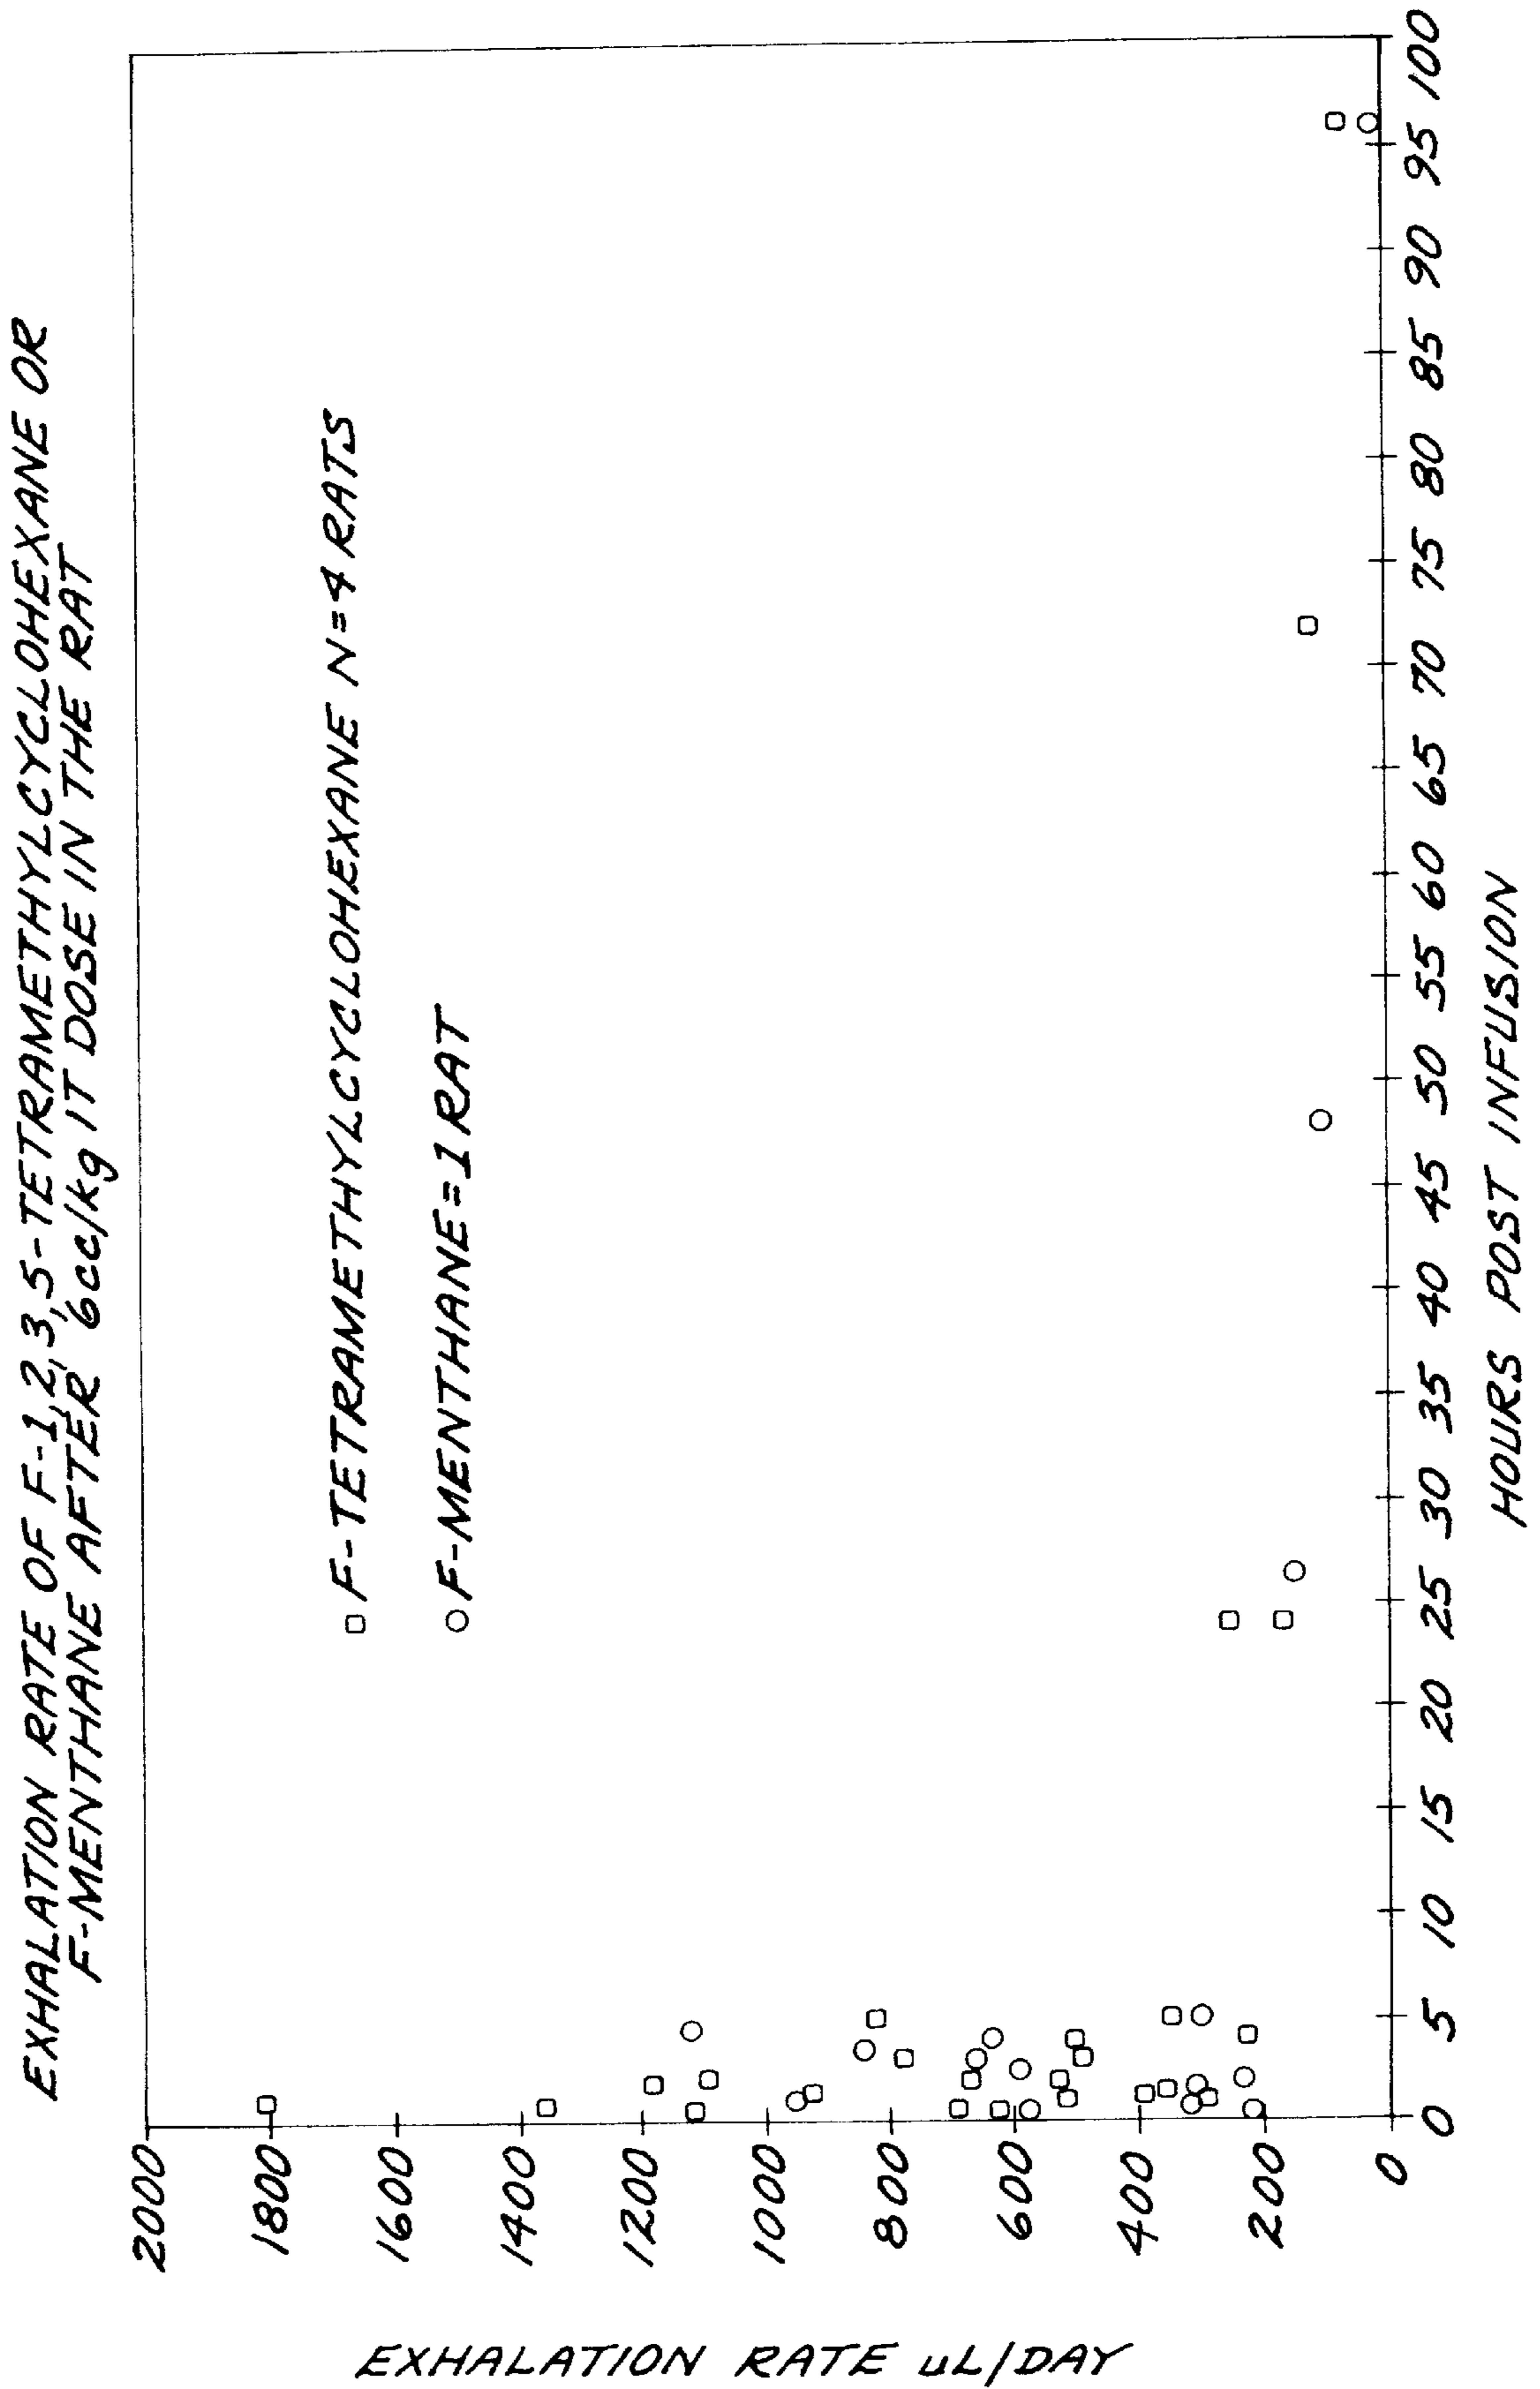 EXHALATION RATE OF F-1,2,3,5-TETRAMETHYLCYCLOHEXANE OR
F-MENTHANE AFTER 6cc/kg IT DOSE IN THE RAT
F-TETRAMETHYLCYCLOHEXANE N=4 RATS
F-MENTHANE=1 RAT
EXHALATION RATE uL/DAY
2000
1800
1600
1400
1200
1000
800
600
400
200
0
0 5 10 15 20 25 30 35 40 45 50 55 60 65 70 75 80 85 90 95 100
HOURS POST INFUSION